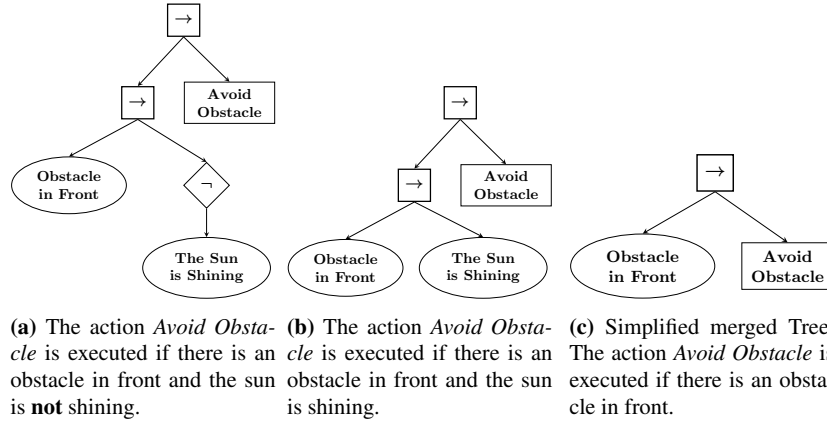 →
→
Avoid
Obstacle
Obstacle
in Front
¬
The Sun
is Shining
→
→
Avoid
Obstacle
Obstacle
in Front
The Sun
is Shining
→
Obstacle
in Front
Avoid
Obstacle
(a) The action Avoid Obsta-
cle is executed if there is an
obstacle in front and the sun
is not shining.
(b) The action Avoid Obsta-
cle is executed if there is an
obstacle in front and the sun
is shining.
(c) Simplified merged Tree
The action Avoid Obstacle i
executed if there is an obsta
cle in front.